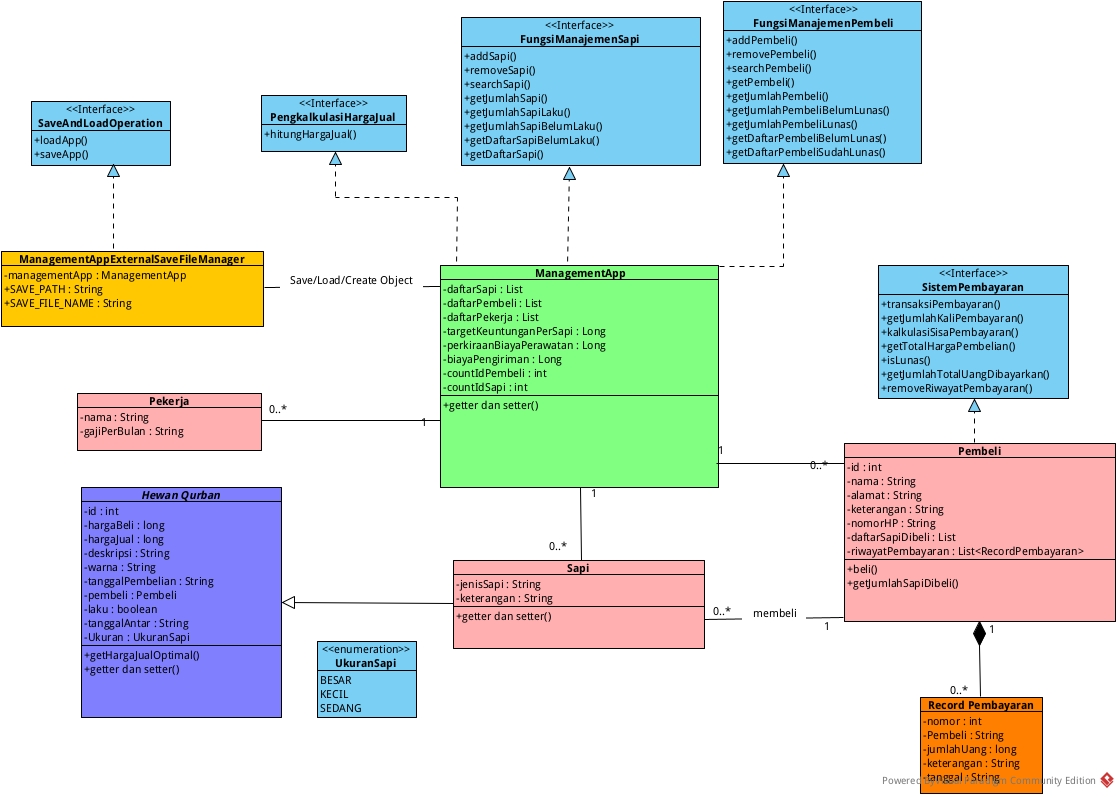 <<Interface>>
SaveAndLoadOperation
+loadApp()
+saveApp()
<<Interface>>
PengkalkulasiHargaJual
+hitungHargaJual()
<<Interface>>
FungsiManajemenSapi
+addSapi()
+removeSapi()
+searchSapi()
+getJumlahSapi()
+getJumlahSapiLaku()
+getJumlahSapiBelumLaku()
+getDaftarSapiBelumLaku()
+getDaftarSapi()
<<Interface>>
FungsiManajemenPembeli
+addPembeli()
+removePembeli()
+searchPembeli()
+getPembeli()
+getJumlahPembeli()
+getJumlahPembeliBelumLunas()
+getJumlahPembeliLunas()
+getDaftarPembeliBelumLunas()
+getDaftarPembeliSudahLunas()
ManagementAppExternalSaveFileManager
-managementApp : ManagementApp
+SAVE_PATH : String
+SAVE_FILE_NAME : String
Save/Load/Create Object
ManagementApp
-daftarSapi : List
-daftarPembeli : List
-daftarPekerja : List
-targetKeuntunganPerSapi : Long
-perkiraanBiayaPerawatan : Long
-biayaPengiriman : Long
-countIdPembeli : int
-countIdSapi : int
+getter dan setter()
<<Interface>>
SistemPembayaran
+transaksiPembayaran()
+getJumlahKaliPembayaran()
+kalkulasiSisaPembayaran()
+getTotalHargaPembelian()
+isLunas()
+getJumlahTotalUangDibayarkan()
+removeRiwayatPembayaran()
Pekerja
-nama : String
-gajiPerBulan : String
0..*
1
1
0..*
Pembeli
-id : int
-nama : String
-alamat : String
-keterangan : String
-nomorHP : String
-daftarSapiDibeli : List
-riwayatPembayaran : List<RecordPembayaran>
+beli()
+getJumlahSapiDibeli()
Hewan Qurban
-id : int
-hargaBeli : long
-hargaJual : long
-deskripsi : String
-warna : String
-tanggalPembelian : String
-pembeli : Pembeli
-laku : boolean
-tanggalAntar : String
-Ukuran : UkuranSapi
+getHargaJualOptimal()
+getter dan setter()
1
0..*
Sapi
-jenisSapi : String
-keterangan : String
+getter dan setter()
0..*
membeli
1
<<enumeration>>
UkuranSapi
BESAR
KECIL
SEDANG
1
0..*
Record Pembayaran
-nomor : int
-Pembeli : String
-jumlahUang : long
-keterangan : String
-tanggal : String
Powered By Visual Paradigm Community Edition